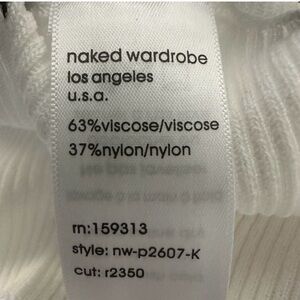 naked wardrobe
los angeles
u.s.a.
63%viscose/viscose
37%nylon/nylon
rn:159313
style: nw-p2607-K
cut: r2350